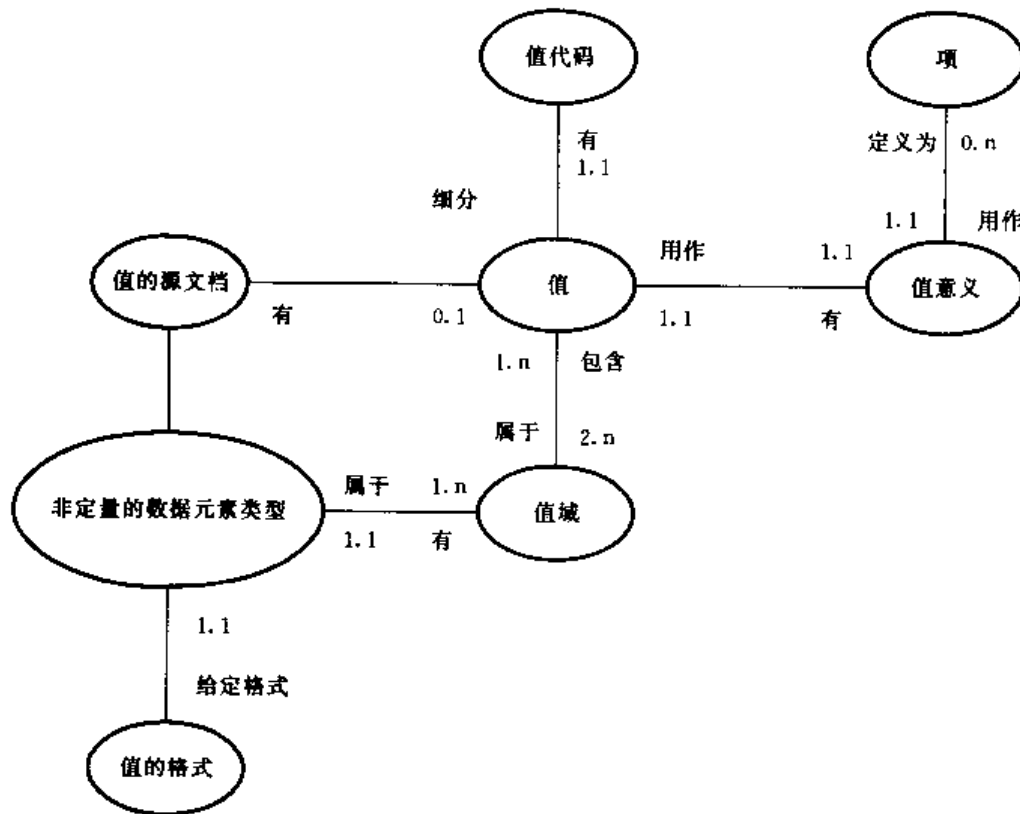 值代码
项
有
1.1
定义为
0.n
细分
1.1
用作
值的源文档
值
用作
1.1
值意义
有
0.1
1.1
有
1.n
包含
属于
2.n
非定量的数据元素类型
属于
1.n
值域
1.1
有
1.1
给定格式
值的格式